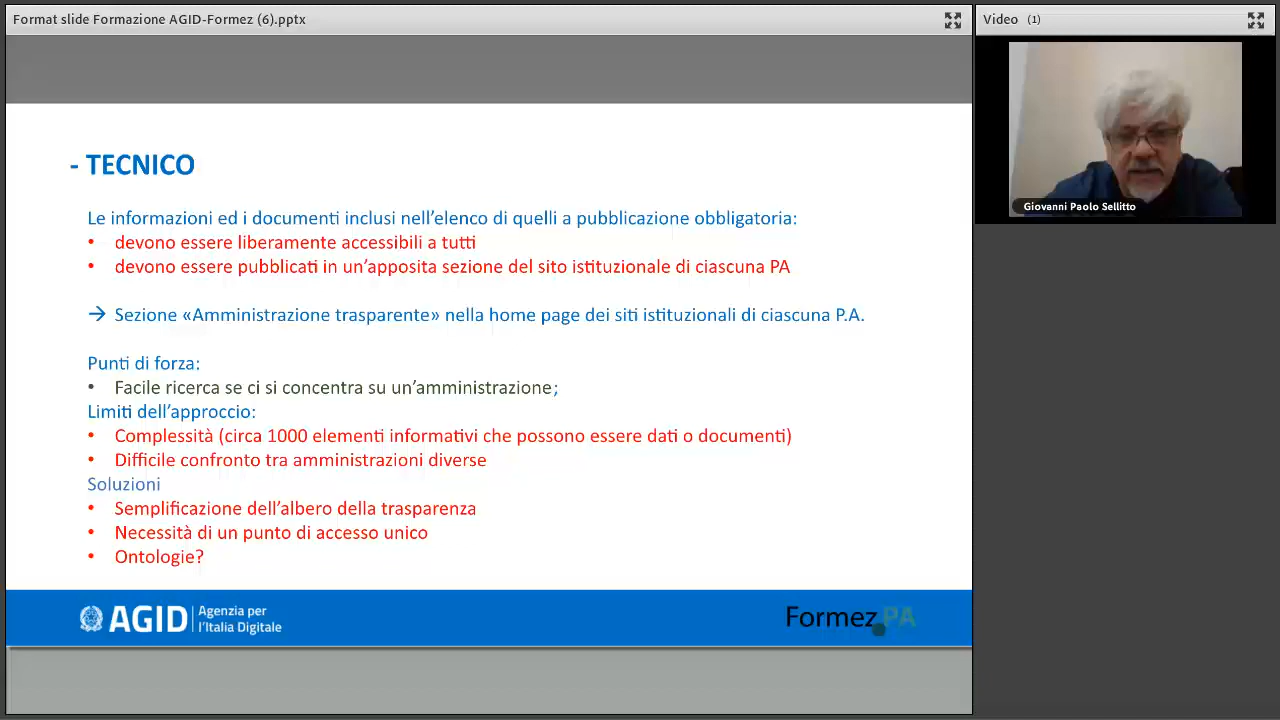 Format slide Formazione AGID-Formez (6).pptx
Video (1)
Giovanni Paolo Sellitto
- TECNICO
Le informazioni ed i documenti inclusi nell’elenco di quelli a pubblicazione obbligatoria:
• devono essere liberamente accessibili a tutti
• devono essere pubblicati in un’apposita sezione del sito istituzionale di ciascuna PA
→ Sezione «Amministrazione trasparente» nella home page dei siti istituzionali di ciascuna P.A.
Punti di forza:
• Facile ricerca se ci si concentra su un’amministrazione;
Limiti dell’approccio:
• Complessità (circa 1000 elementi informativi che possono essere dati o documenti)
• Difficile confronto tra amministrazioni diverse
Soluzioni
• Semplificazione dell’albero della trasparenza
• Necessità di un punto di accesso unico
• Ontologie?
AGID
Agenzia per
l’Italia Digitale
Formez PA